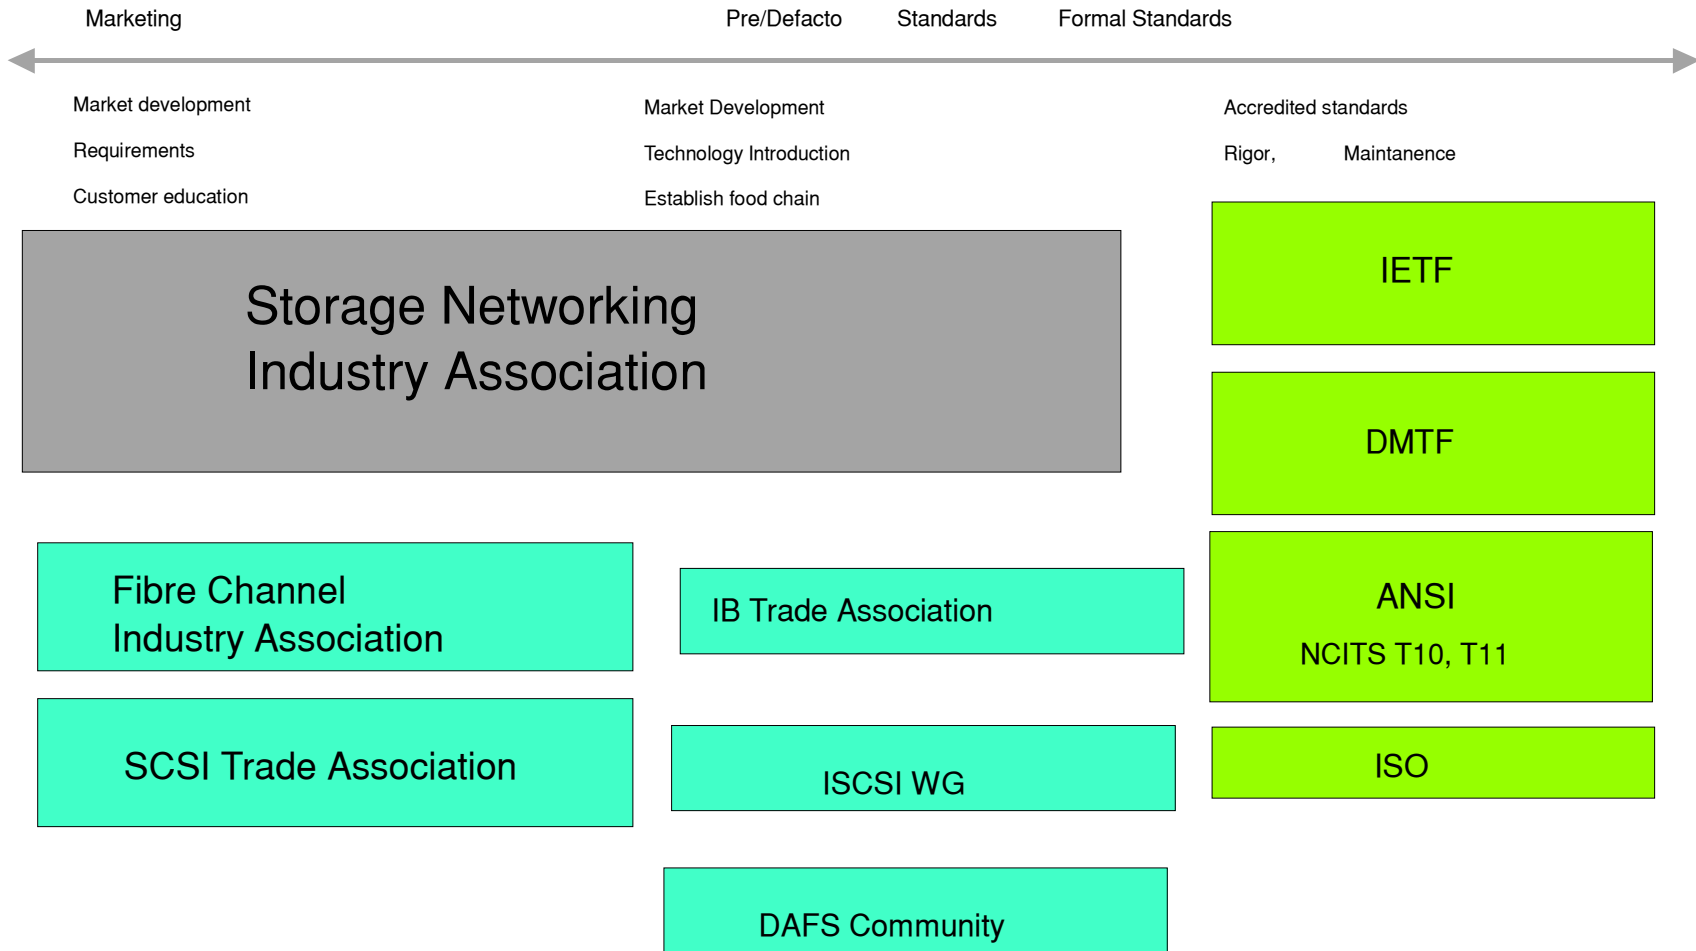 Marketing
Pre/Defacto Standards Formal Standards
Market development
Requirements
Customer education
Market Development
Technology Introduction
Establish food chain
Accredited standards
Rigor, Maintanence
Storage Networking
Industry Association
Fibre Channel
Industry Association
SCSI Trade Association
IB Trade Association
ISCSI WG
DAFS Community
IETF
DMTF
ANSI
NCITS T10, T11
ISO